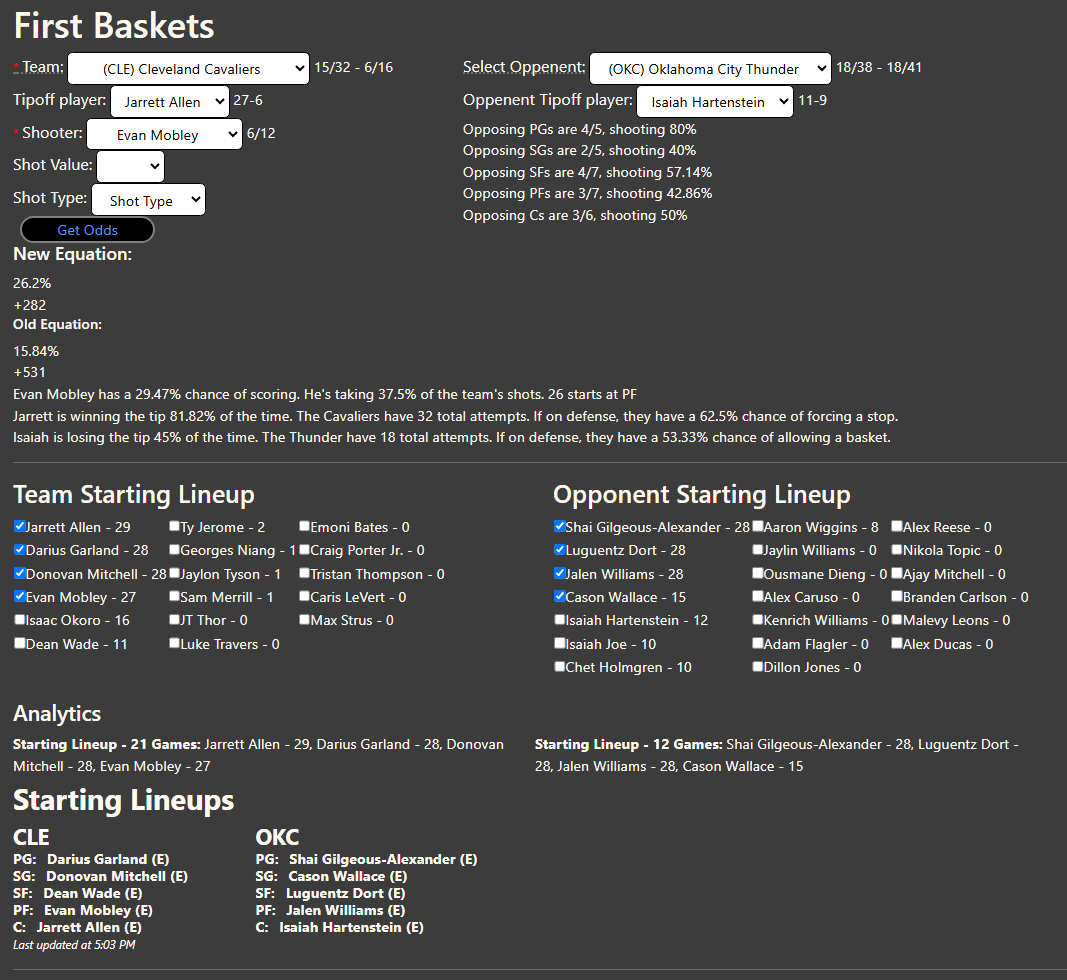 First Baskets
* Team: (CLE) Cleveland Cavaliers 15/32 - 6/16
Select Oppenent: (OKC) Oklahoma City Thunder 18/38 - 18/41
Tipoff player: Jarrett Allen 27-6
Oppenent Tipoff player: Isaiah Hartenstein 11-9
* Shooter: Evan Mobley 6/12
Opposing PGs are 4/5, shooting 80%
Opposing SGs are 2/5, shooting 40%
Shot Value:
Opposing SFs are 4/7, shooting 57.14%
Shot Type: Shot Type
Opposing PFs are 3/7, shooting 42.86%
Opposing Cs are 3/6, shooting 50%
Get Odds
New Equation:
26.2%
+282
Old Equation:
15.84%
+531
Evan Mobley has a 29.47% chance of scoring. He's taking 37.5% of the team's shots. 26 starts at PF
Jarrett is winning the tip 81.82% of the time. The Cavaliers have 32 total attempts. If on defense, they have a 62.5% chance of forcing a stop.
Isaiah is losing the tip 45% of the time. The Thunder have 18 total attempts. If on defense, they have a 53.33% chance of allowing a basket.
Team Starting Lineup
Jarrett Allen - 29 Ty Jerome - 2 Emoni Bates - 0
Darius Garland - 28 Georges Niang - 1 Craig Porter Jr. - 0
Donovan Mitchell - 28 Jaylon Tyson - 1 Tristan Thompson - 0
Evan Mobley - 27 Sam Merrill - 1 Caris LeVert - 0
Isaac Okoro - 16 JT Thor - 0 Max Strus - 0
Dean Wade - 11 Luke Travers - 0
Opponent Starting Lineup
Shai Gilgeous-Alexander - 28 Aaron Wiggins - 8 Alex Reese - 0
Luguentz Dort - 28 Jaylin Williams - 0 Nikola Topic - 0
Jalen Williams - 28 Ousmane Dieng - 0 Ajay Mitchell - 0
Cason Wallace - 15 Alex Caruso - 0 Branden Carlson - 0
Isaiah Hartenstein - 12 Kenrich Williams - 0 Malevy Leons - 0
Isaiah Joe - 10 Adam Flagler - 0 Alex Ducas - 0
Chet Holmgren - 10 Dillon Jones - 0
Analytics
Starting Lineup - 21 Games: Jarrett Allen - 29, Darius Garland - 28, Donovan
Mitchell - 28, Evan Mobley - 27
Starting Lineup - 12 Games: Shai Gilgeous-Alexander - 28, Luguentz Dort -
28, Jalen Williams - 28, Cason Wallace - 15
Starting Lineups
CLE
PG: Darius Garland (E)
SG: Donovan Mitchell (E)
SF: Dean Wade (E)
PF: Evan Mobley (E)
C: Jarrett Allen (E)
OKC
PG: Shai Gilgeous-Alexander (E)
SG: Cason Wallace (E)
SF: Luguentz Dort (E)
PF: Jalen Williams (E)
C: Isaiah Hartenstein (E)
Last updated at 5:03 PM